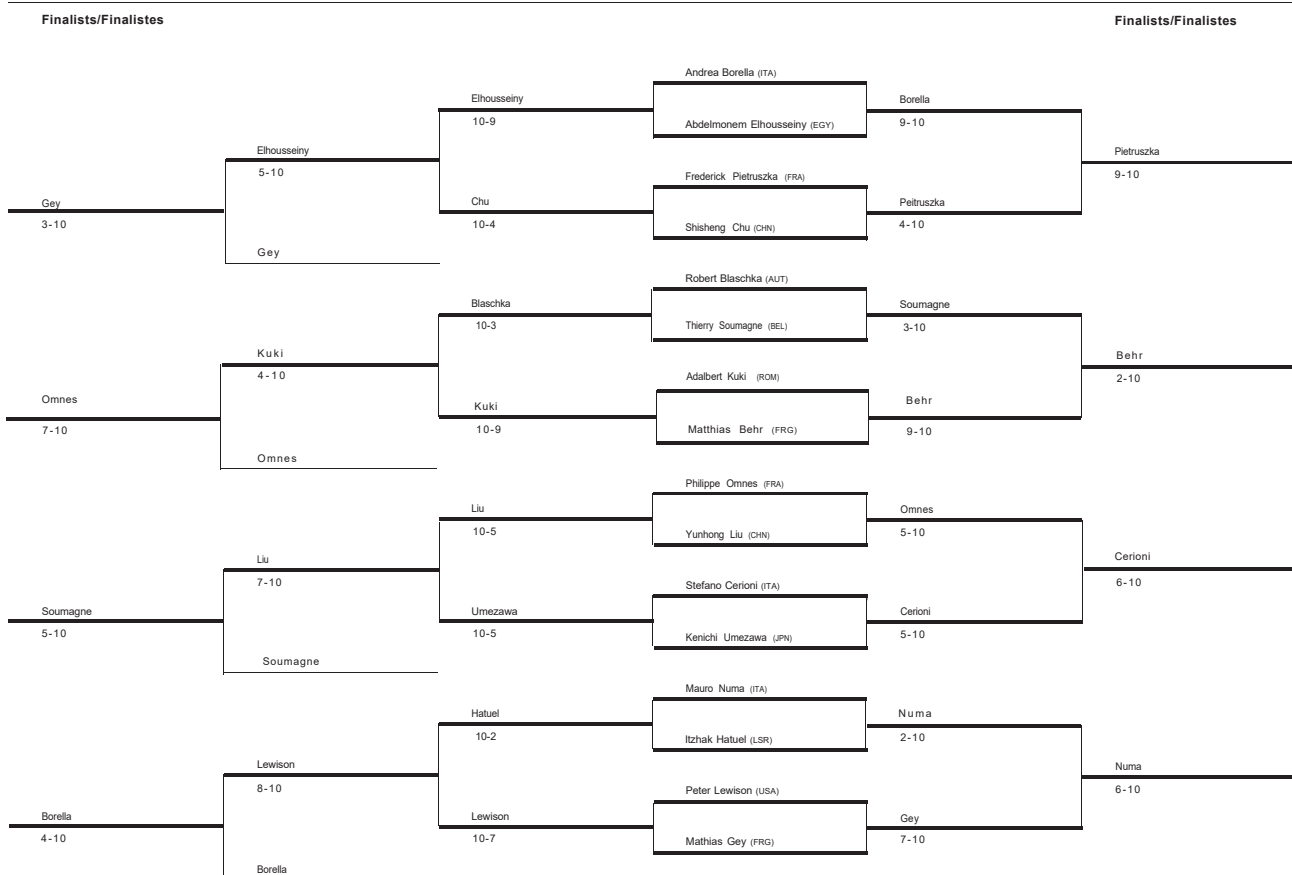 Finalists/Finalistes
Finalists/Finalistes
Andrea Borella (ITA)
Elhousseiny
Borella
10-9
Abdelmonem Elhousseiny (EGY)
9-10
Elhousseiny
Pietruszka
5-10
Frederick Pietruszka (FRA)
9-10
Gey
Chu
Peitruszka
3-10
10-4
Shisheng Chu (CHN)
4-10
Gey
Robert Blaschka (AUT)
Blaschka
Soumagne
10-3
Thierry Soumagne (BEL)
3-10
Kuki
Behr
4-10
Adalbert Kuki (ROM)
2-10
Omnes
Kuki
Behr
7-10
10-9
Matthias Behr (FRG)
9-10
Omnes
Philippe Omnes (FRA)
Liu
Omnes
10-5
Yunhong Liu (CHN)
5-10
Liu
Cerioni
7-10
Stefano Cerioni (ITA)
6-10
Soumagne
Umezawa
Cerioni
5-10
10-5
Kenichi Umezawa (JPN)
5-10
Soumagne
Mauro Numa (ITA)
Hatuel
Numa
10-2
Itzhak Hatuel (LSR)
2-10
Lewison
Numa
8-10
Peter Lewison (USA)
6-10
Borella
Lewison
Gey
4-10
10-7
Mathias Gey (FRG)
7-10
Borella